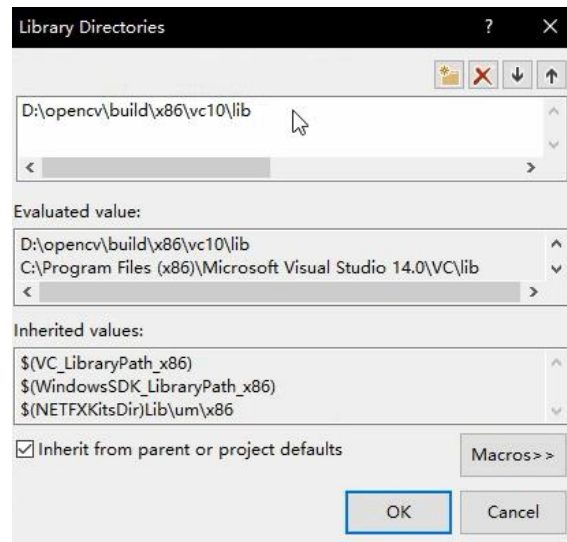 Library Directories
D:\opencv\build\x86\vc10\lib
Evaluated value:
D:\opencv\build\x86\vc10\lib
C:\Program Files (x86)\Microsoft Visual Studio 14.0\VC\lib
Inherited values:
$(VC_LibraryPath_x86)
$(WindowsSDK_LibraryPath_x86)
$(NETFXKitsDir)Lib\um\x86
Inherit from parent or project defaults
Macros>>
OK
Cancel